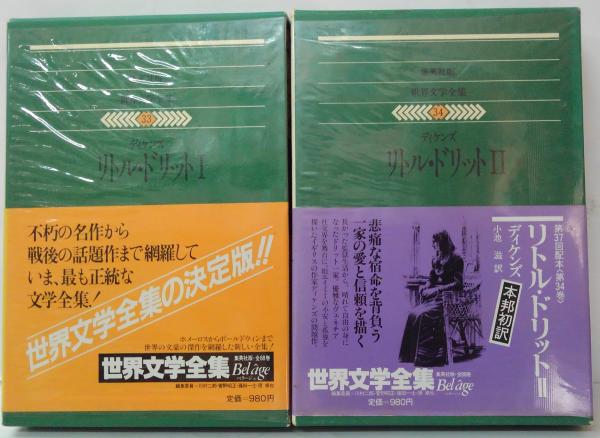 33
ディケンズ
リトル・ドリット I
不朽の名作から
戦後の話題作まで網羅して
いま、最も正統な
文学全集!
世界文学全集の決定版!!
ホメーロスからボールドウィンまで
世界の文豪の傑作を網羅した新しい全集!
世界文学全集
集英社版・全88巻
Bel âge
定価=980円
集英社版
世界文学全集
34
ディケンズ
リトル・ドリット II
第37回配本〈第34巻〉
リトル・ドリットII
ディケンズ
小池 滋 訳
本邦初訳
悲痛な宿命を背負う
一家の愛と信頼を描く
世界文学全集
集英社版・全88巻
Bel âge
定価=980円